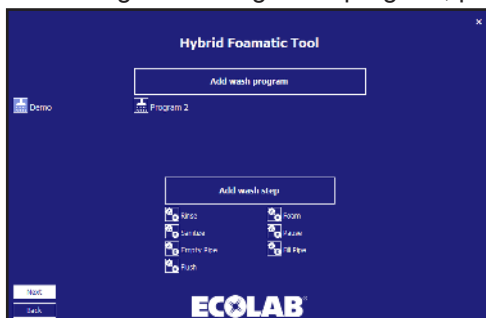 Hybrid Foamatic Tool
×
Add wash program
Demo
Program 2
Add wash step
Rinse
Foam
Sanitize
Pause
Empty Pipe
Fill Pipe
Flush
Next
Back
ECOLAB®